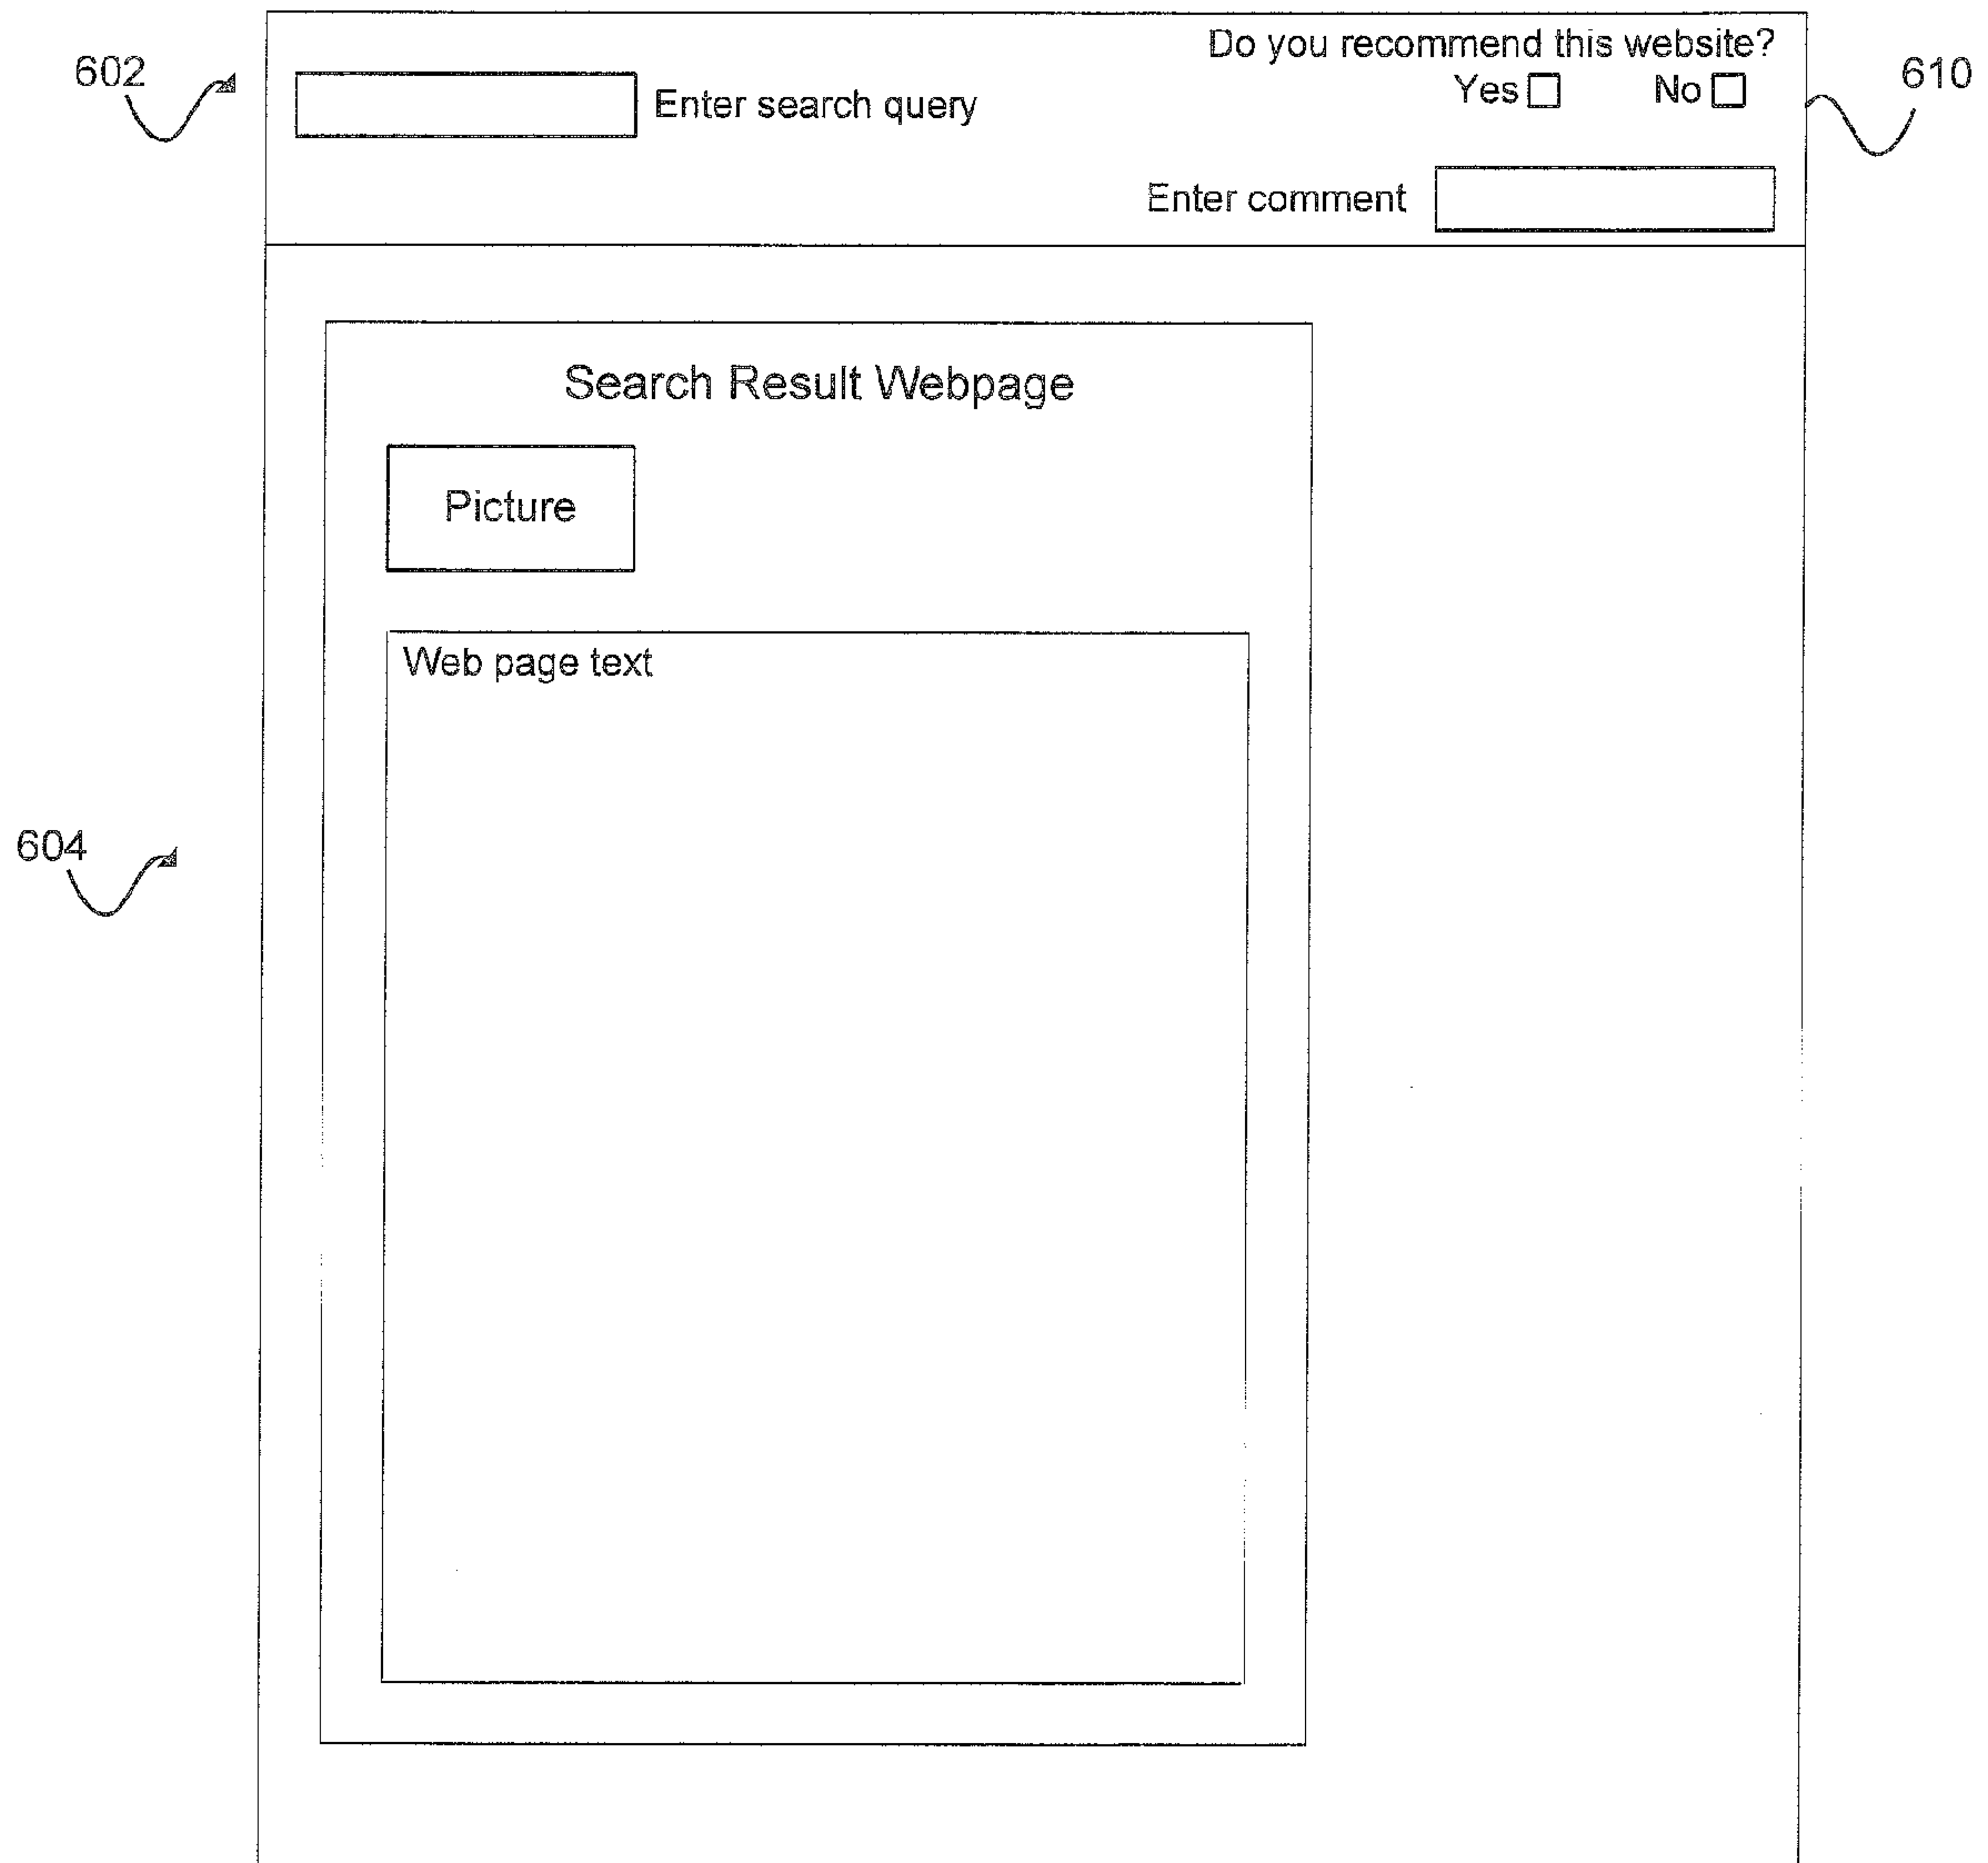 Do you recommend this website?
602
Enter search query
Yes No
610
Enter comment
Search Result Webpage
Picture
Web page text
604